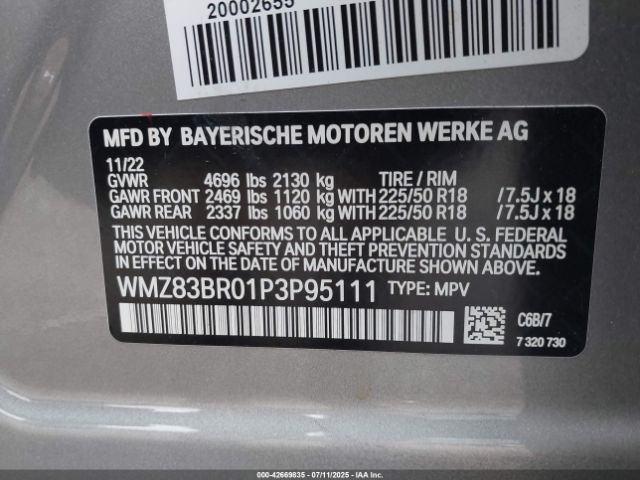 20002655
MFD BY BAYERISCHE MOTOREN WERKE AG
11/22
GVWR 4696 lbs 2130 kg TIRE / RIM
GAWR FRONT 2469 lbs 1120 kg WITH 225/50 R18 /7.5J x 18
GAWR REAR 2337 lbs 1060 kg WITH 225/50 R18 /7.5J x 18
THIS VEHICLE CONFORMS TO ALL APPLICABLE U. S. FEDERAL
MOTOR VEHICLE SAFETY AND THEFT PREVENTION STANDARDS
IN EFFECT ON THE DATE OF MANUFACTURE SHOWN ABOVE.
WMZ83BR01P3P95111 TYPE: MPV
C6B/7
7 320 730
000-42669835 - 07/11/2025 - IAA Inc.